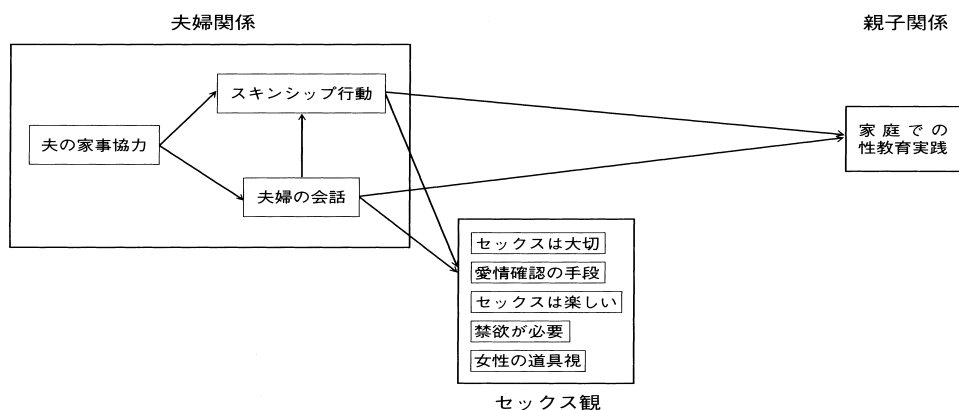 夫婦関係
親子関係
スキンシップ行動
夫の家事協力
夫婦の会話
家庭での
性教育実践
セックスは大切
愛情確認の手段
セックスは楽しい
禁欲が必要
女性の道具視
セックス観